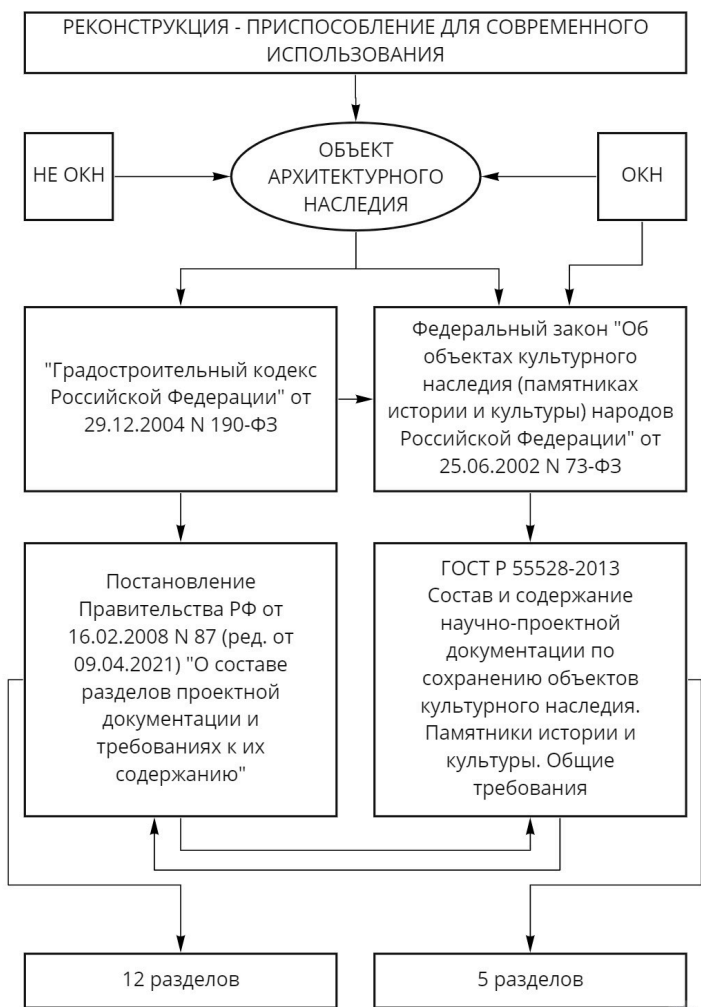 РЕКОНСТРУКЦИЯ - ПРИСПОСОБЛЕНИЕ ДЛЯ СОВРЕМЕННОГО
ИСПОЛЬЗОВАНИЯ
НЕ ОКН
ОБЪЕКТ
АРХИТЕКТУРНОГО
НАСЛЕДИЯ
ОКН
"Градостроительный кодекс
Российской Федерации" от
29.12.2004 N 190-ФЗ
Федеральный закон "Об
объектах культурного
наследия (памятниках
истории и культуры) народов
Российской Федерации" от
25.06.2002 N 73-ФЗ
Постановление
Правительства РФ от
16.02.2008 N 87 (ред. от
09.04.2021) "О составе
разделов проектной
документации и
требованиях к их
содержанию"
ГОСТ Р 55528-2013
Состав и содержание
научно-проектной
документации по
сохранению объектов
культурного наследия.
Памятники истории и
культуры. Общие
требования
12 разделов
5 разделов